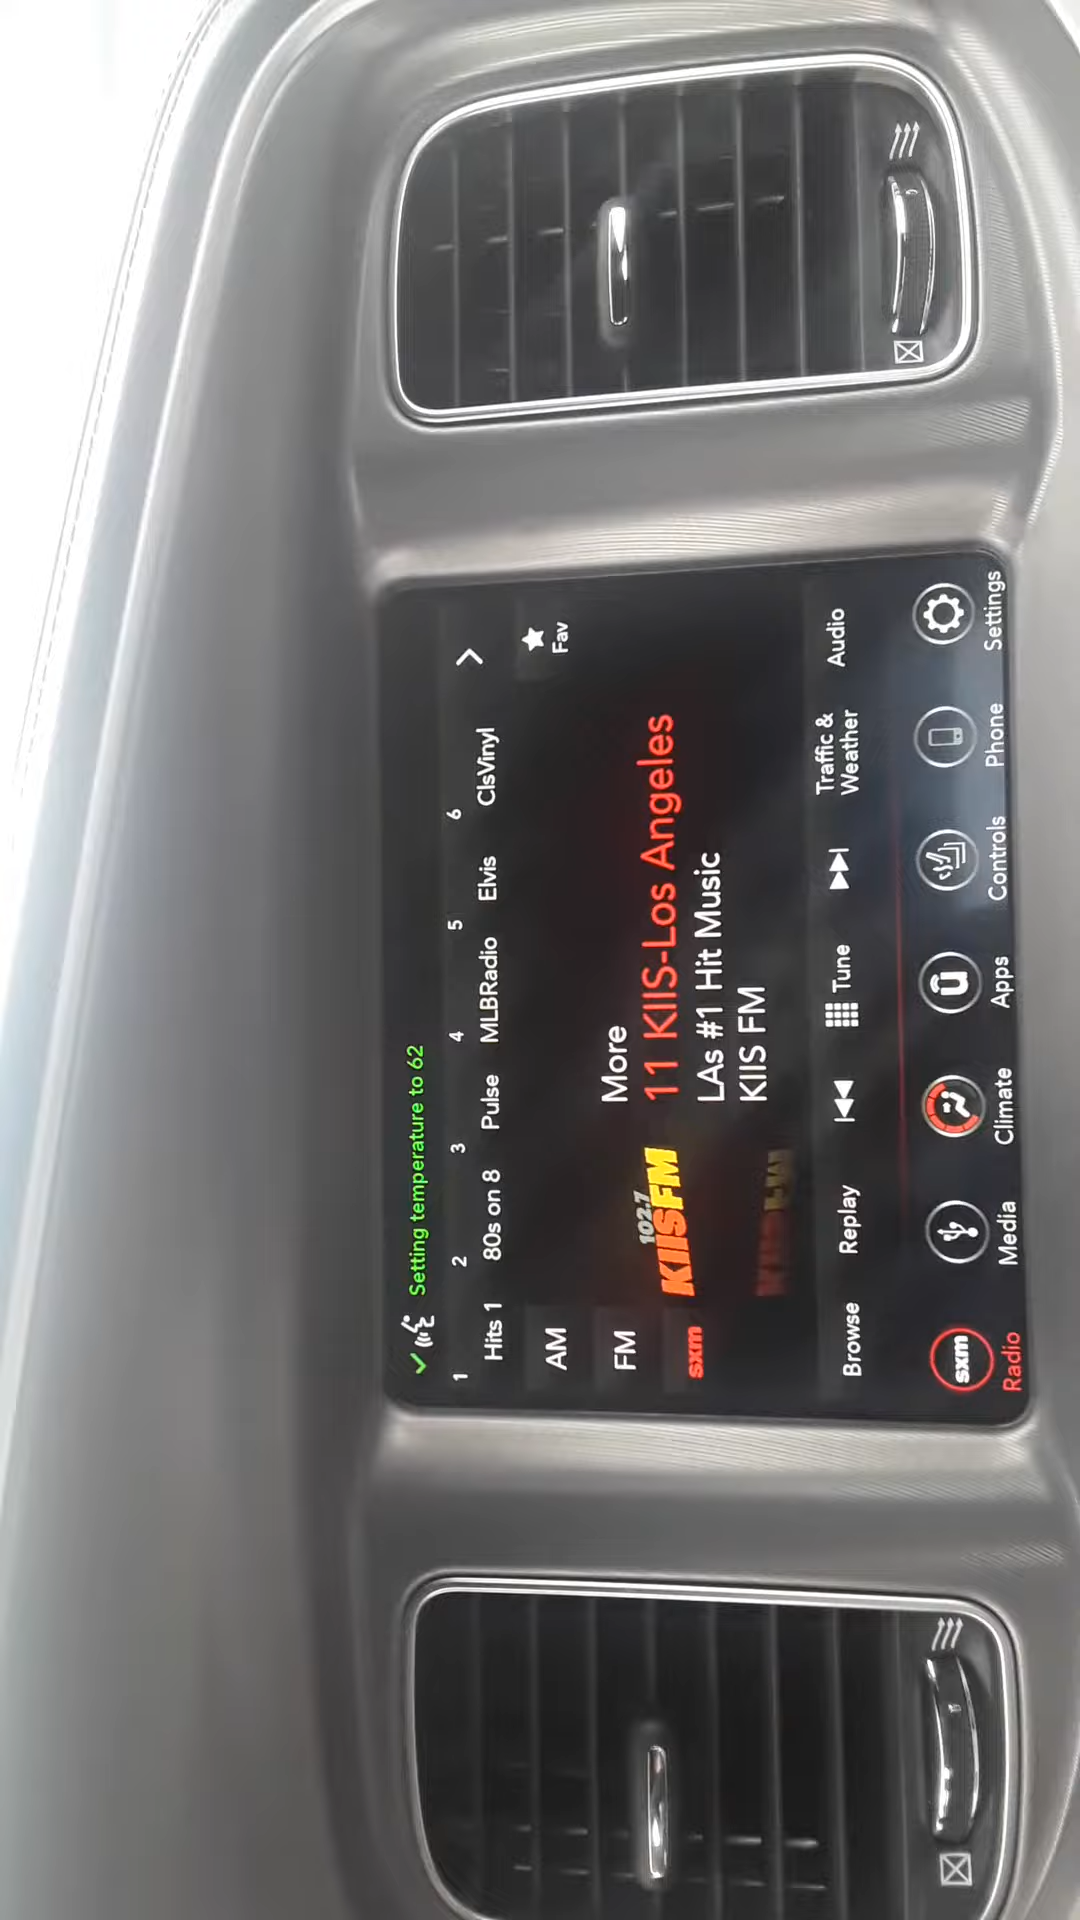 Setting temperature to 62
1 2 3 4 5 6
Hits 1 80s on 8 Pulse MLBRadio Elvis ClsVinyl
Fav
AM
FM
sxm
102.7
KIISFM
More
11 KIIS-Los Angeles
LAs #1 Hit Music
KIIS FM
Browse Replay Tune Traffic & Weather Audio
sxm
Radio Media Climate Apps Controls Phone Settings